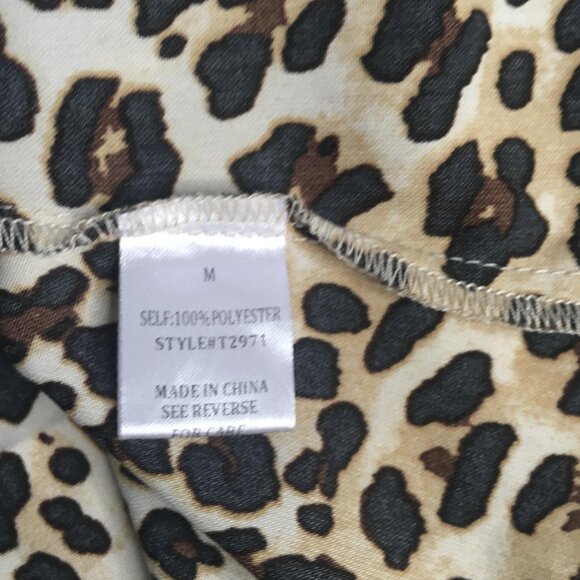 M
SELF:100%POLYESTER
STYLE#T2971
MADE IN CHINA
SEE REVERSE
FOR CARE